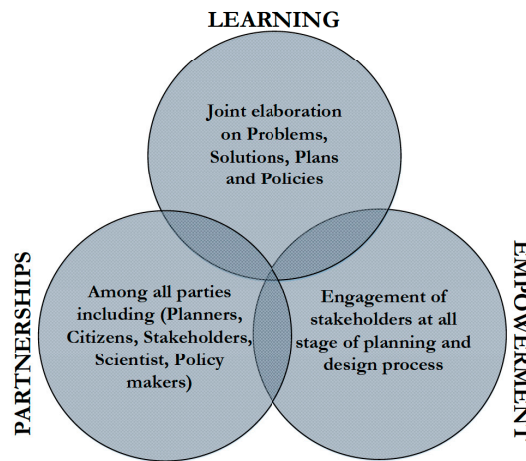 LEARNING
Joint elaboration
on Problems,
Solutions, Plans
and Policies
PARTNERSHIPS
Among all parties
including (Planners,
Citizens, Stakeholders,
Scientist, Policy
makers)
Engagement of
stakeholders at all
stage of planning and
design process
EMPOWERMENT